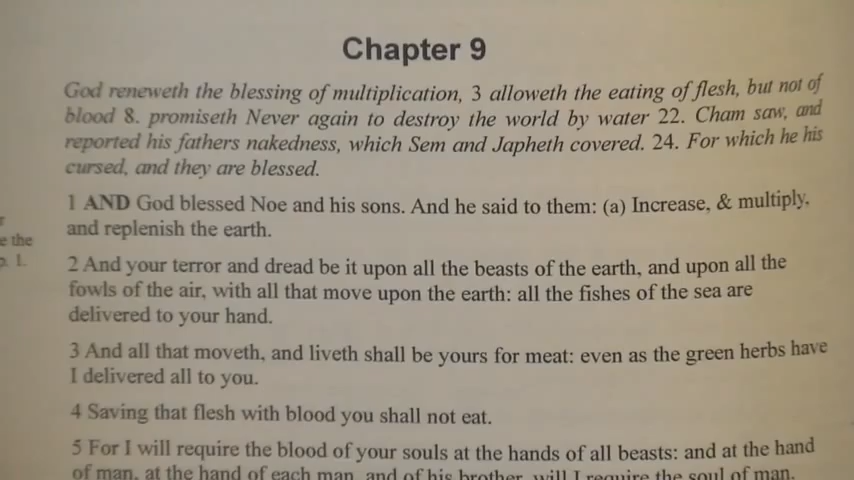 Chapter 9
God reneweth the blessing of multiplication, 3 alloweth the eating of flesh, but not of
blood 8. promiseth Never again to destroy the world by water 22. Cham saw, and
reported his fathers nakedness, which Sem and Japheth covered. 24. For which he his
cursed, and they are blessed.
1 AND God blessed Noe and his sons. And he said to them: (a) Increase, & multiply,
and replenish the earth.
e the
1.
2 And your terror and dread be it upon all the beasts of the earth, and upon all the
fowls of the air, with all that move upon the earth: all the fishes of the sea are
delivered to your hand.
3 And all that moveth, and liveth shall be yours for meat: even as the green herbs have
I delivered all to you.
4 Saving that flesh with blood you shall not eat.
5 For I will require the blood of your souls at the hands of all beasts: and at the hand
of man, at the hand of each man, and of his brother, will I require the soul of man.